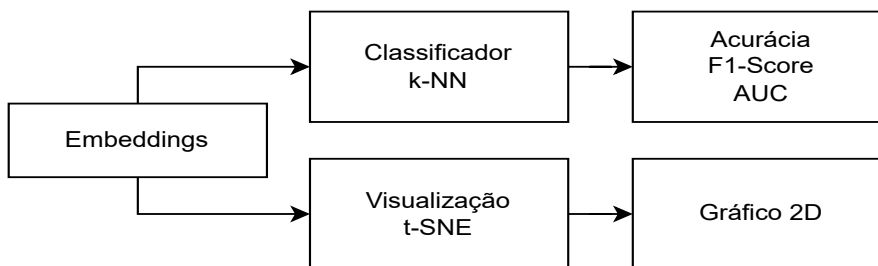 Classificador
k-NN
Acurácia
F1-Score
AUC
Embeddings
Visualização
t-SNE
Gráfico 2D